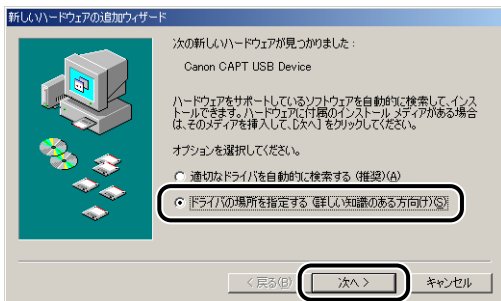 新しいハードウェアの追加ウィザード
次の新しいハードウェアが見つかりました:
Canon CAPT USB Device
ハードウェアをサポートしているソフトウェアを自動的に検索して、インス
トールできます。ハードウェアに付属のインストール メディアがある場合
は、そのメディアを挿入して、[次へ] をクリックしてください。
オプションを選択してください。
適切なドライバを自動的に検索する (推奨)(A)
ドライバの場所を指定する (詳しい知識のある方向け)(S)
< 戻る(B)
次へ >
キャンセル